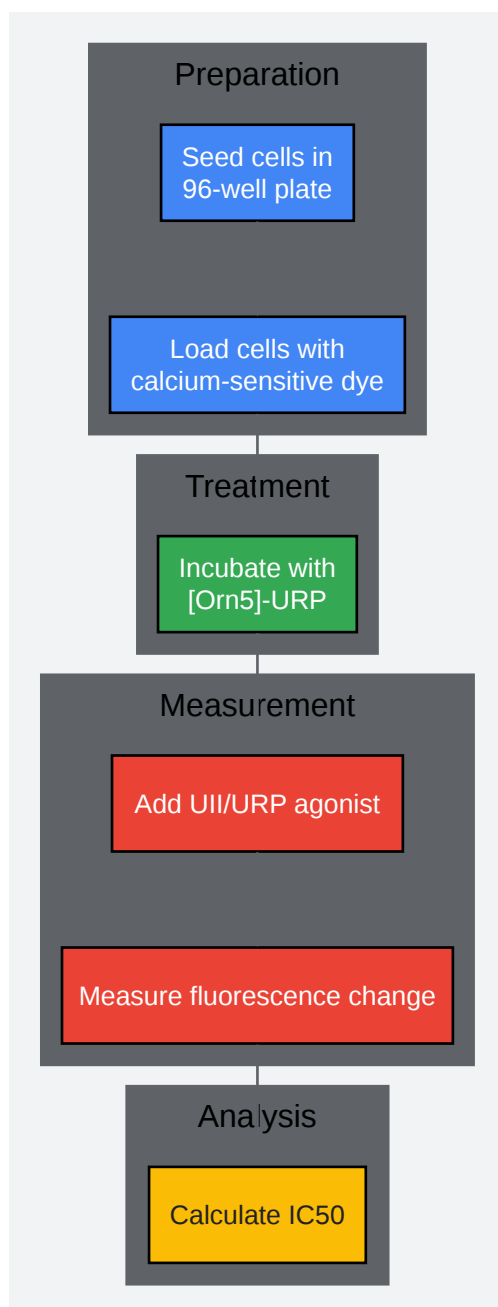 Preparation
Seed cells in
96-well plate
Load cells with
calcium-sensitive dye
Treatment
Incubate with
[Orn5]-URP
Measurement
Add UII/URP agonist
Measure fluorescence change
Analysis
Calculate IC50